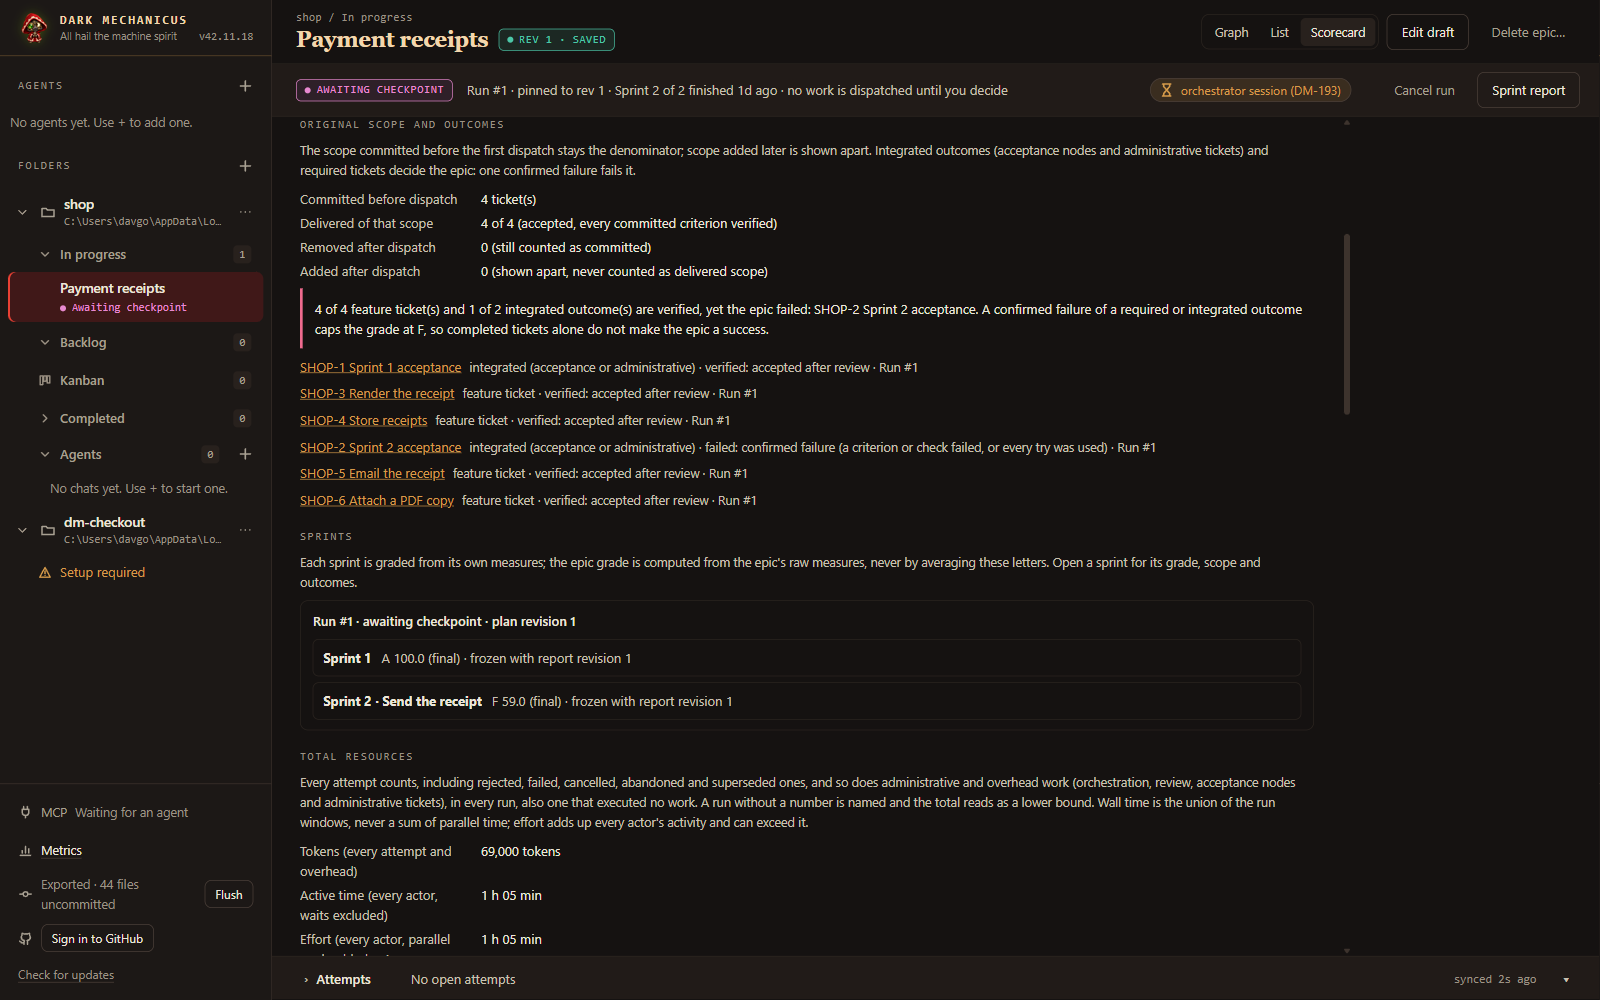 DARK MECHANICUS
All hail the machine spirit v42.11.18
AGENTS
No agents yet. Use + to add one.
FOLDERS
shop
C:\Users\davgo\AppData\Lo…
In progress 1
Payment receipts
Awaiting checkpoint
Backlog 0
Kanban 0
Completed 0
Agents 0
No chats yet. Use + to start one.
dm-checkout
C:\Users\davgo\AppData\Lo…
Setup required
MCP Waiting for an agent
Metrics
Exported · 44 files
uncommitted
Flush
Sign in to GitHub
Check for updates
shop / In progress
Payment receipts
REV 1 · SAVED
Graph List Scorecard
Edit draft
Delete epic…
AWAITING CHECKPOINT
Run #1 · pinned to rev 1 · Sprint 2 of 2 finished 1d ago · no work is dispatched until you decide
orchestrator session (DM-193)
Cancel run
Sprint report
ORIGINAL SCOPE AND OUTCOMES
The scope committed before the first dispatch stays the denominator; scope added later is shown apart. Integrated outcomes (acceptance nodes and administrative tickets) and
required tickets decide the epic: one confirmed failure fails it.
Committed before dispatch 4 ticket(s)
Delivered of that scope 4 of 4 (accepted, every committed criterion verified)
Removed after dispatch 0 (still counted as committed)
Added after dispatch 0 (shown apart, never counted as delivered scope)
4 of 4 feature ticket(s) and 1 of 2 integrated outcome(s) are verified, yet the epic failed: SHOP-2 Sprint 2 acceptance. A confirmed failure of a required or integrated outcome
caps the grade at F, so completed tickets alone do not make the epic a success.
SHOP-1 Sprint 1 acceptance integrated (acceptance or administrative) · verified: accepted after review · Run #1
SHOP-3 Render the receipt feature ticket · verified: accepted after review · Run #1
SHOP-4 Store receipts feature ticket · verified: accepted after review · Run #1
SHOP-2 Sprint 2 acceptance integrated (acceptance or administrative) · failed: confirmed failure (a criterion or check failed, or every try was used) · Run #1
SHOP-5 Email the receipt feature ticket · verified: accepted after review · Run #1
SHOP-6 Attach a PDF copy feature ticket · verified: accepted after review · Run #1
SPRINTS
Each sprint is graded from its own measures; the epic grade is computed from the epic's raw measures, never by averaging these letters. Open a sprint for its grade, scope and
outcomes.
Run #1 · awaiting checkpoint · plan revision 1
Sprint 1 A 100.0 (final) · frozen with report revision 1
Sprint 2 · Send the receipt F 59.0 (final) · frozen with report revision 1
TOTAL RESOURCES
Every attempt counts, including rejected, failed, cancelled, abandoned and superseded ones, and so does administrative and overhead work (orchestration, review, acceptance nodes
and administrative tickets), in every run, also one that executed no work. A run without a number is named and the total reads as a lower bound. Wall time is the union of the run
windows, never a sum of parallel time; effort adds up every actor's activity and can exceed it.
Tokens (every attempt and 69,000 tokens
overhead)
Active time (every actor, 1 h 05 min
waits excluded)
Effort (every actor, parallel 1 h 05 min
Attempts No open attempts
synced 2s ago